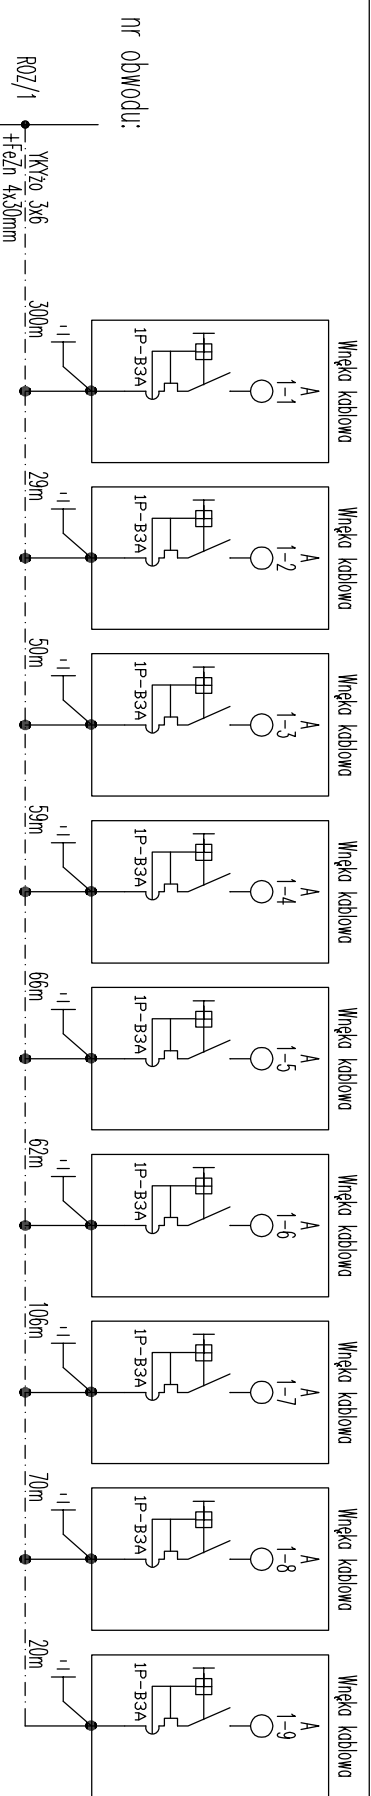 nr obwodu:
ROZ/1
YKYżo 3x6
+FeZn 4x30mm
Wnęka kablowa
A
1-1
1P-B3A
300m
Wnęka kablowa
A
1-2
1P-B3A
29m
Wnęka kablowa
A
1-3
1P-B3A
50m
Wnęka kablowa
A
1-4
1P-B3A
59m
Wnęka kablowa
A
1-5
1P-B3A
66m
Wnęka kablowa
A
1-6
1P-B3A
62m
Wnęka kablowa
A
1-7
1P-B3A
106m
Wnęka kablowa
A
1-8
1P-B3A
70m
Wnęka kablowa
A
1-9
1P-B3A
20m